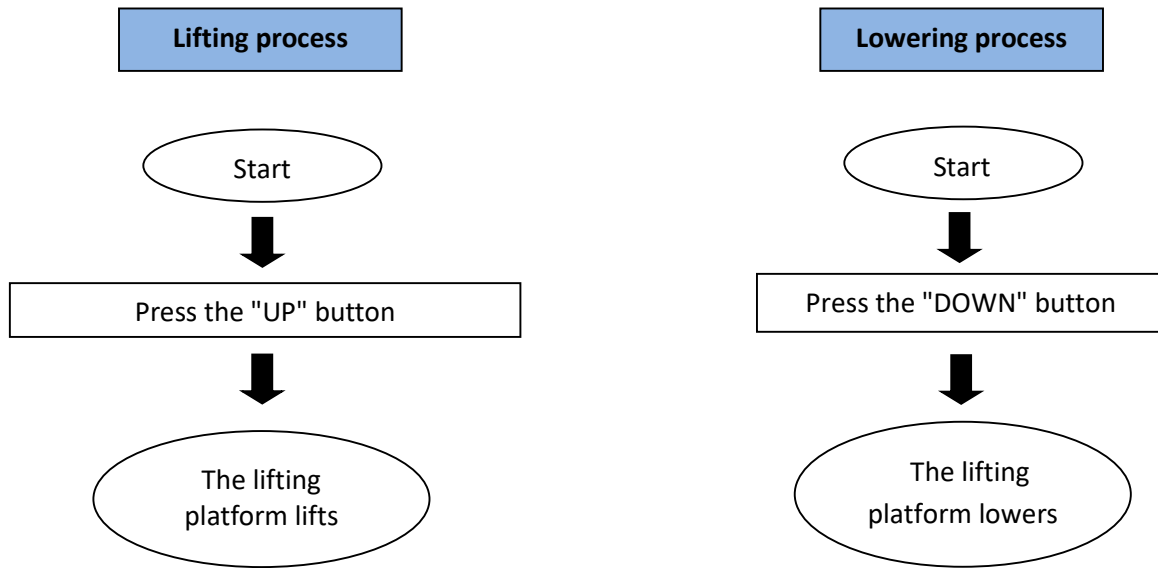 Lifting process
Start
Press the "UP" button
The lifting
platform lifts
Lowering process
Start
Press the "DOWN" button
The lifting
platform lowers